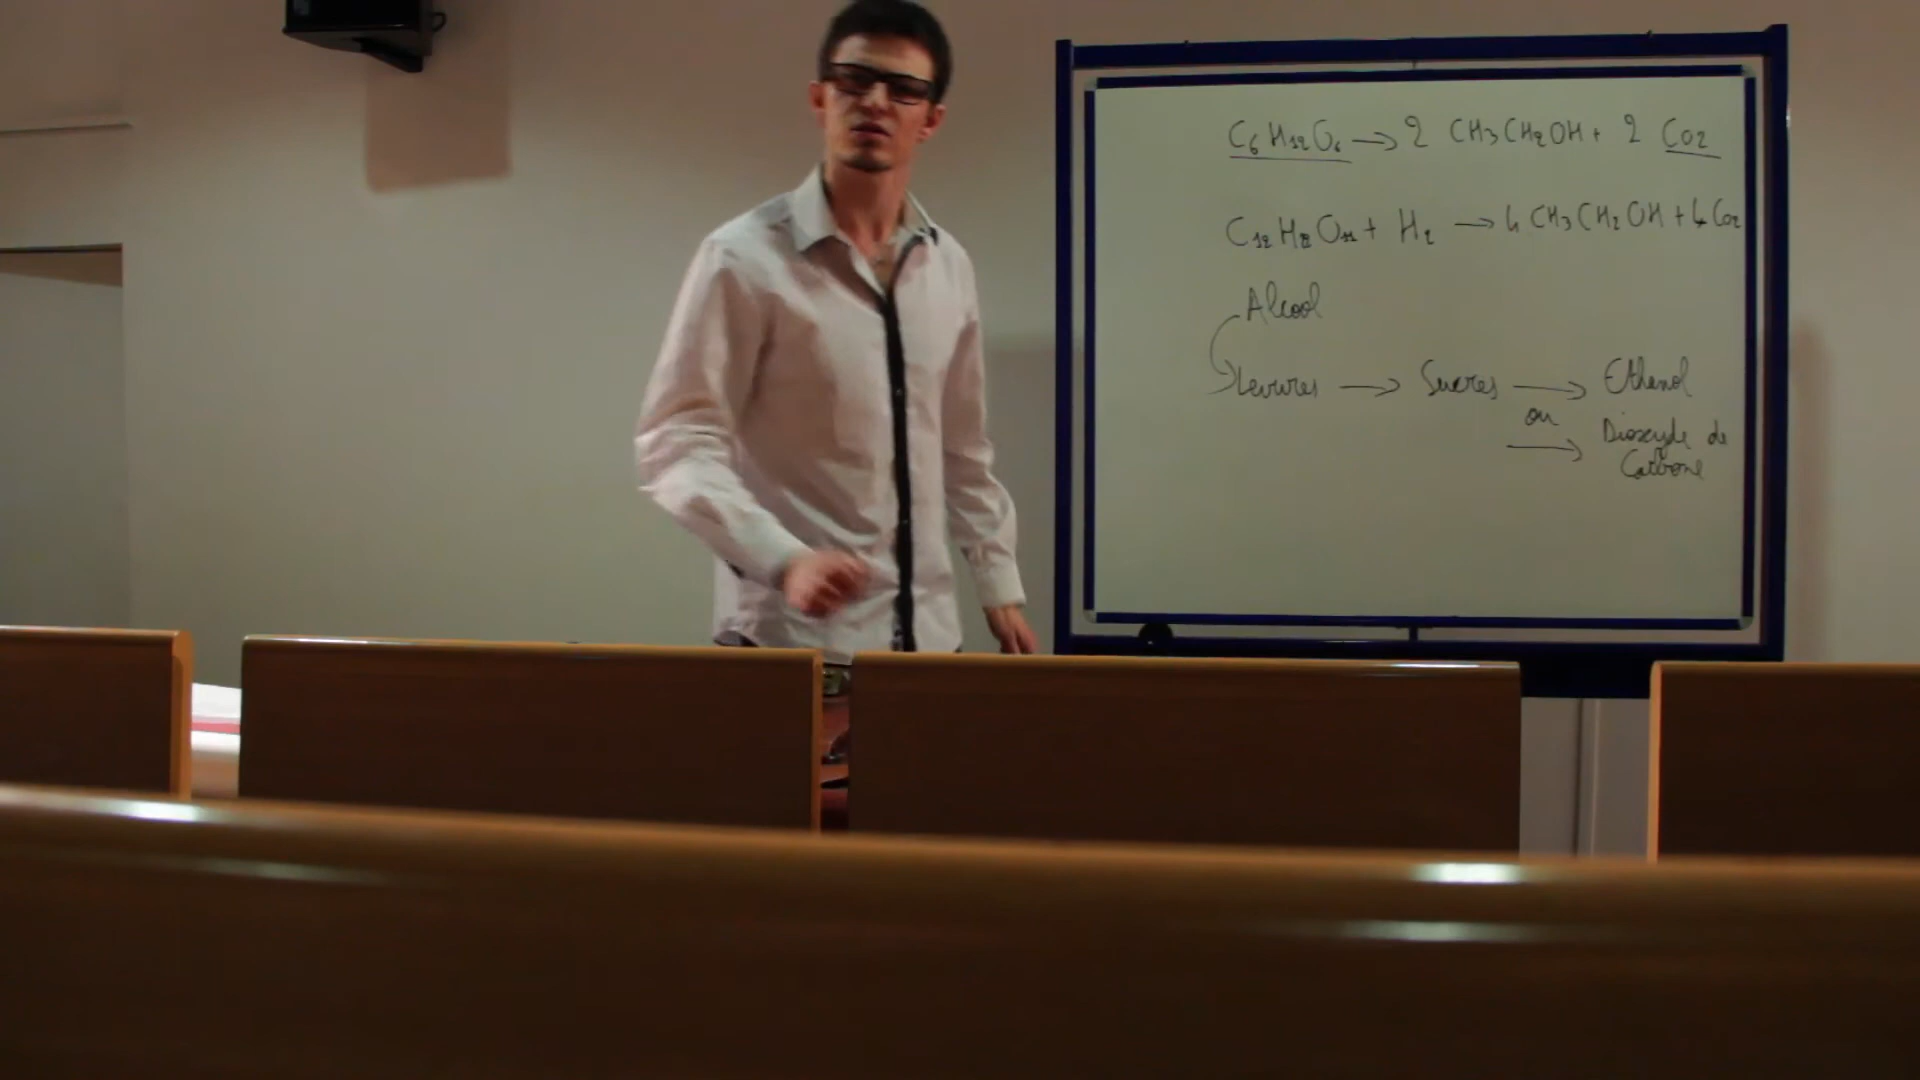 C6H12O6 → 2 CH3CH2OH + 2 CO2
C12H22O11 + H2 → 4 CH3CH2OH + 4 CO2
Alcool
Levures → Sucres → Ethanol
ou
→ Dioxyde de
Carbone